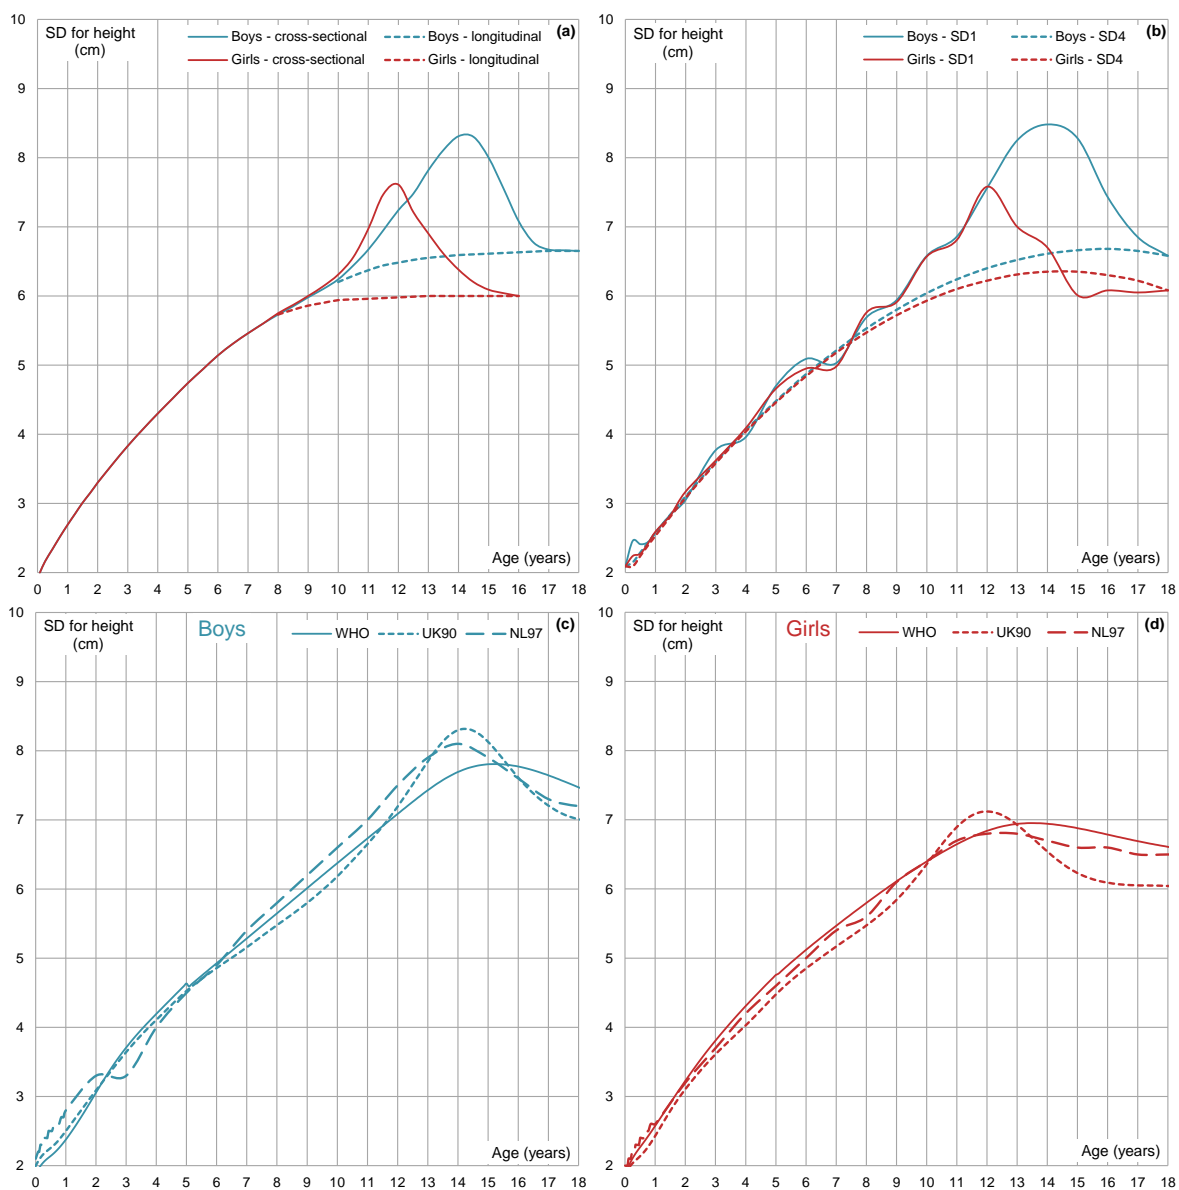 10
9
8
7
6
5
4
3
2
SD for height
(cm)
Boys - cross-sectional
Boys - longitudinal
(a)
Girls - cross-sectional
Girls - longitudinal
Age (years)
0 1 2 3 4 5 6 7 8 9 10 11 12 13 14 15 16 17 18
10
9
8
7
6
5
4
3
2
SD for height
(cm)
Boys - SD1
Boys - SD4
(b)
Girls - SD1
Girls - SD4
Age (years)
0 1 2 3 4 5 6 7 8 9 10 11 12 13 14 15 16 17 18
10
9
8
7
6
5
4
3
2
SD for height
(cm)
Boys
WHO
UK90
NL97
(c)
Age (years)
0 1 2 3 4 5 6 7 8 9 10 11 12 13 14 15 16 17 18
10
9
8
7
6
5
4
3
2
SD for height
(cm)
Girls
WHO
UK90
NL97
(d)
Age (years)
0 1 2 3 4 5 6 7 8 9 10 11 12 13 14 15 16 17 18